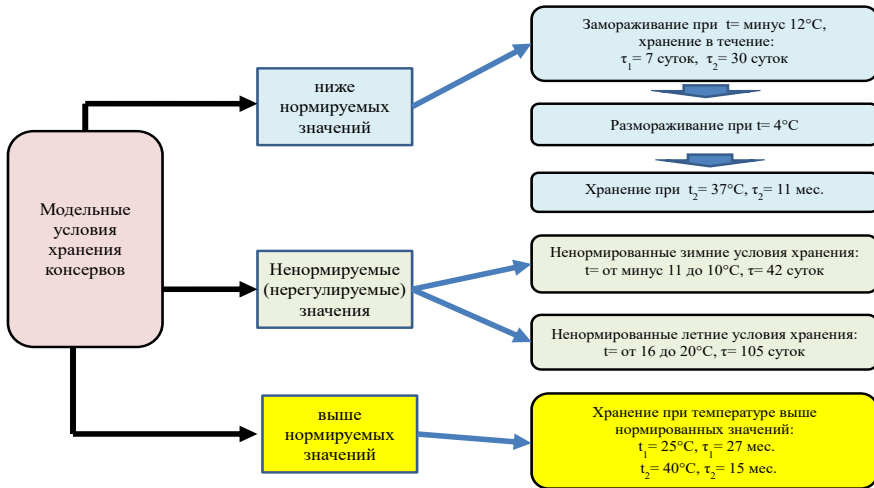 Модельные
условия
хранения
консервов
ниже
нормируемых
значений
Замораживание при t= минус 12°C,
хранение в течение:
τ₁= 7 суток, τ₂= 30 суток
Размораживание при t= 4°C
Хранение при t₂= 37°C, τ₂= 11 мес.
Ненормируемые
(нерегулируемые)
значения
Ненормированные зимние условия хранения:
t= от минус 11 до 10°C, τ= 42 суток
Ненормированные летние условия хранения:
t= от 16 до 20°C, τ= 105 суток
выше
нормируемых
значений
Хранение при температуре выше
нормированных значений:
t₁= 25°C, τ₁= 27 мес.
t₂= 40°C, τ₂= 15 мес.